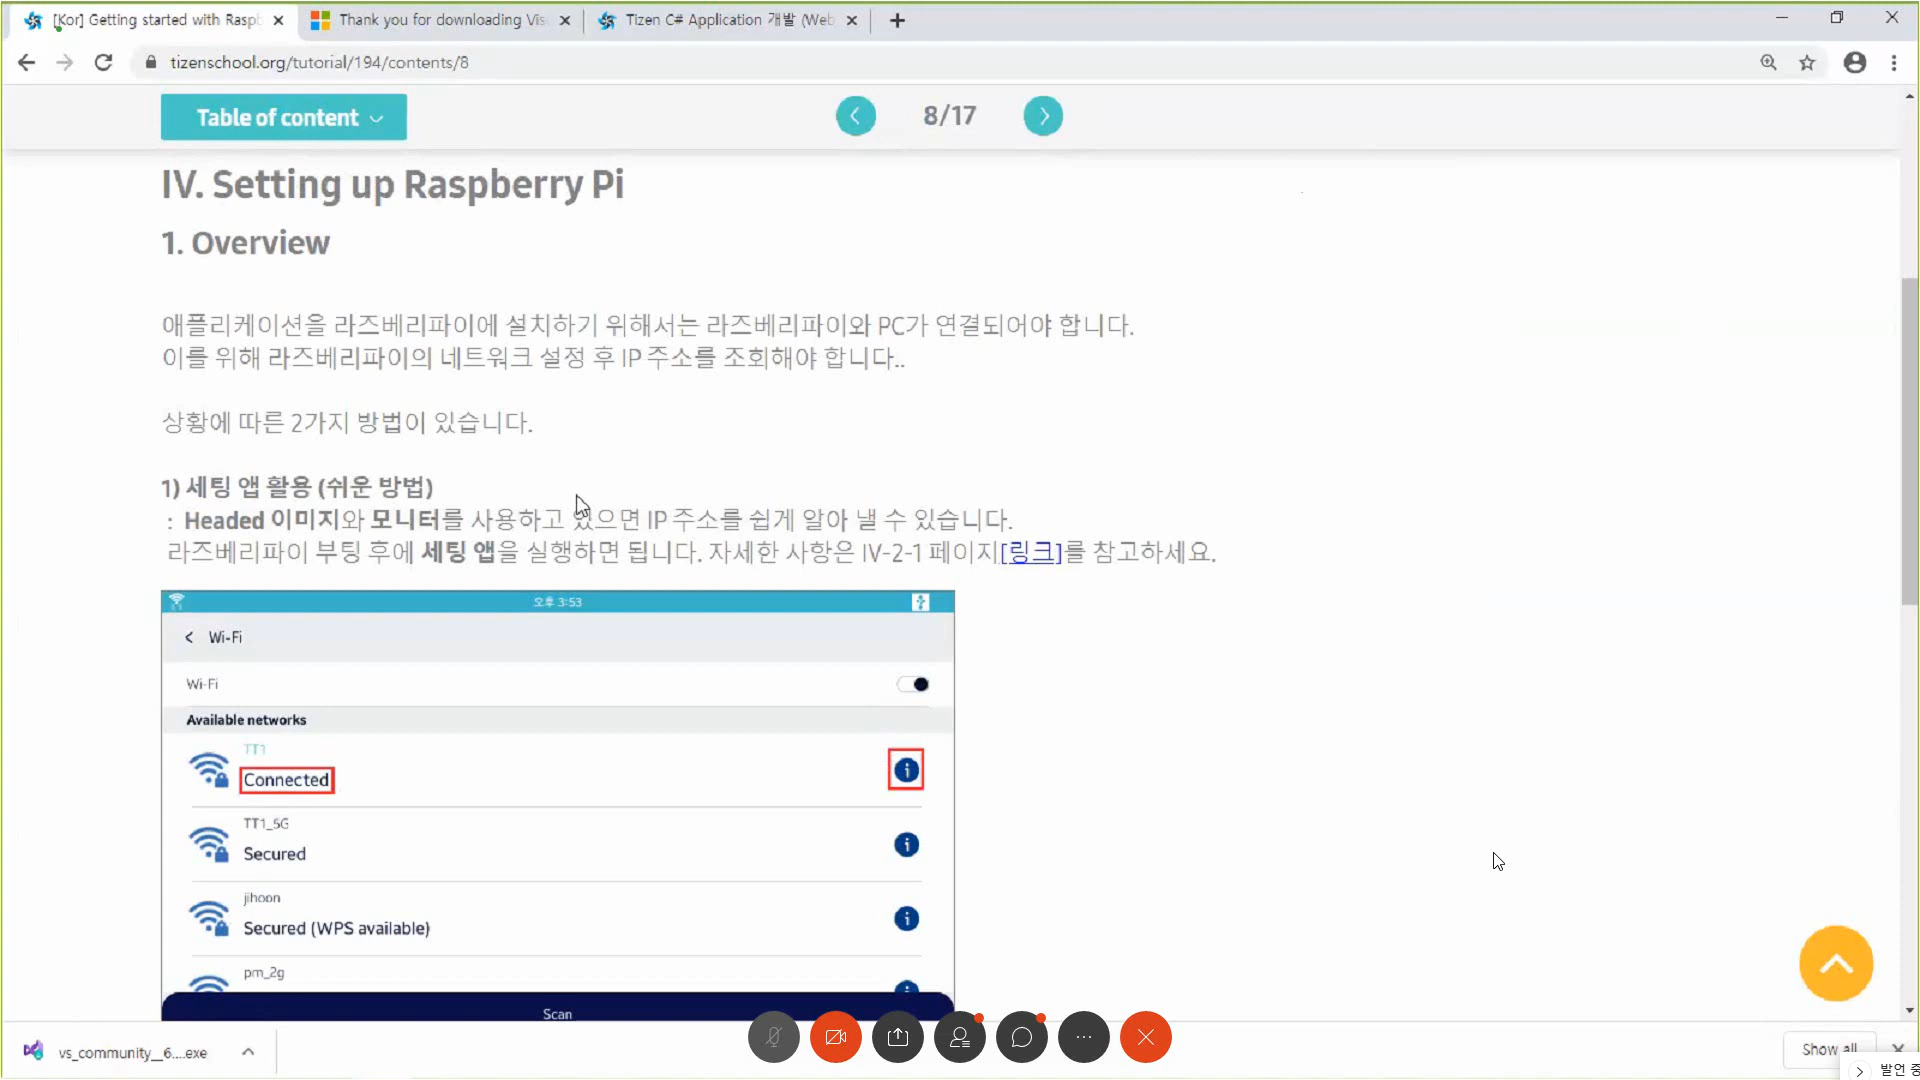 [Kor] Getting started with Raspb
Thank you for downloading Vis
Tizen C# Application 개발 (Web
tizenschool.org/tutorial/194/contents/8
Table of content
8/17
IV. Setting up Raspberry Pi
1. Overview
애플리케이션을 라즈베리파이에 설치하기 위해서는 라즈베리파이와 PC가 연결되어야 합니다.
이를 위해 라즈베리파이의 네트워크 설정 후 IP 주소를 조회해야 합니다..
상황에 따른 2가지 방법이 있습니다.
1) 세팅 앱 활용 (쉬운 방법)
: Headed 이미지와 모니터를 사용하고 있으면 IP 주소를 쉽게 알아 낼 수 있습니다.
라즈베리파이 부팅 후에 세팅 앱을 실행하면 됩니다. 자세한 사항은 IV-2-1 페이지[링크]를 참고하세요.
오후 3:53
< Wi-Fi
Wi-Fi
Available networks
TT1
Connected
TT1_5G
Secured
jihoon
Secured (WPS available)
pm_2g
Scan
vs_community__6....exe
Show all
발언 중